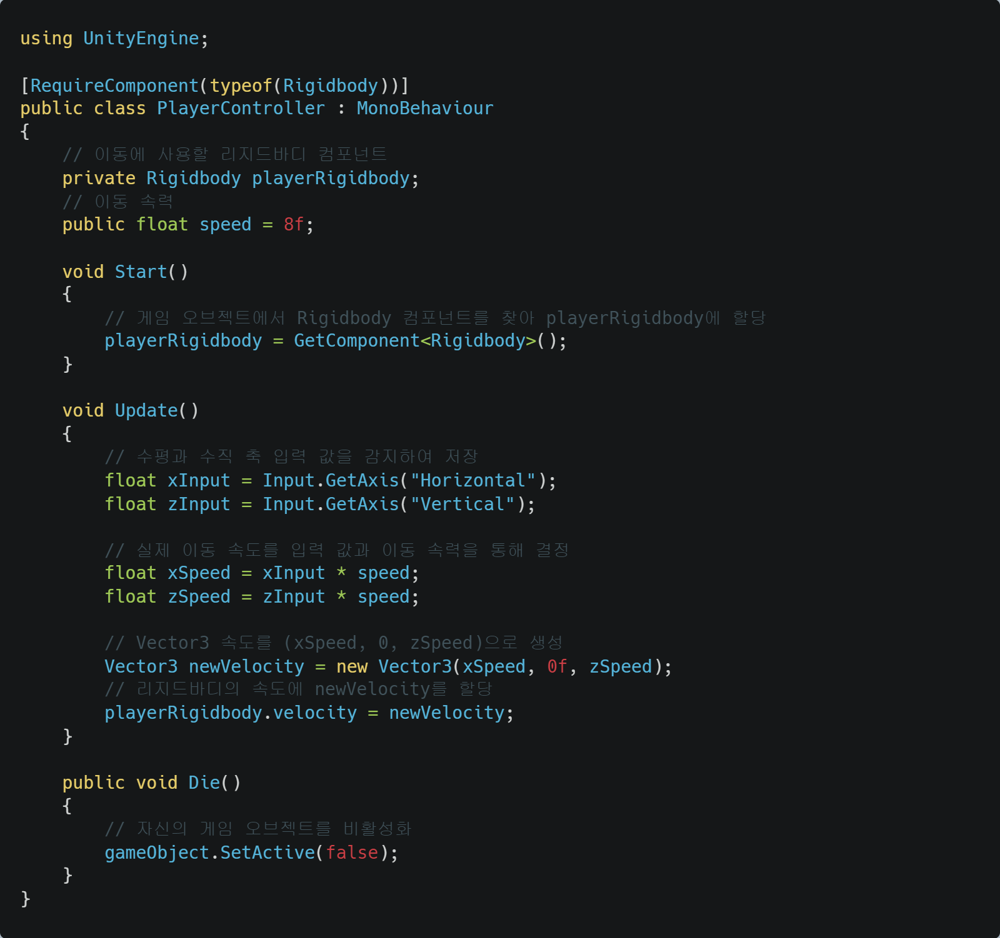 using UnityEngine;
[RequireComponent(typeof(Rigidbody))]
public class PlayerController : MonoBehaviour
{
    // 이동에 사용할 리지드바디 컴포넌트
    private Rigidbody playerRigidbody;
    // 이동 속력
    public float speed = 8f;
    void Start()
    {
        // 게임 오브젝트에서 Rigidbody 컴포넌트를 찾아 playerRigidbody에 할당
        playerRigidbody = GetComponent<Rigidbody>();
    }
    void Update()
    {
        // 수평과 수직 축 입력 값을 감지하여 저장
        float xInput = Input.GetAxis("Horizontal");
        float zInput = Input.GetAxis("Vertical");
        // 실제 이동 속도를 입력 값과 이동 속력을 통해 결정
        float xSpeed = xInput * speed;
        float zSpeed = zInput * speed;
        // Vector3 속도를 (xSpeed, 0, zSpeed)으로 생성
        Vector3 newVelocity = new Vector3(xSpeed, 0f, zSpeed);
        // 리지드바디의 속도에 newVelocity를 할당
        playerRigidbody.velocity = newVelocity;
    }
    public void Die()
    {
        // 자신의 게임 오브젝트를 비활성화
        gameObject.SetActive(false);
    }
}